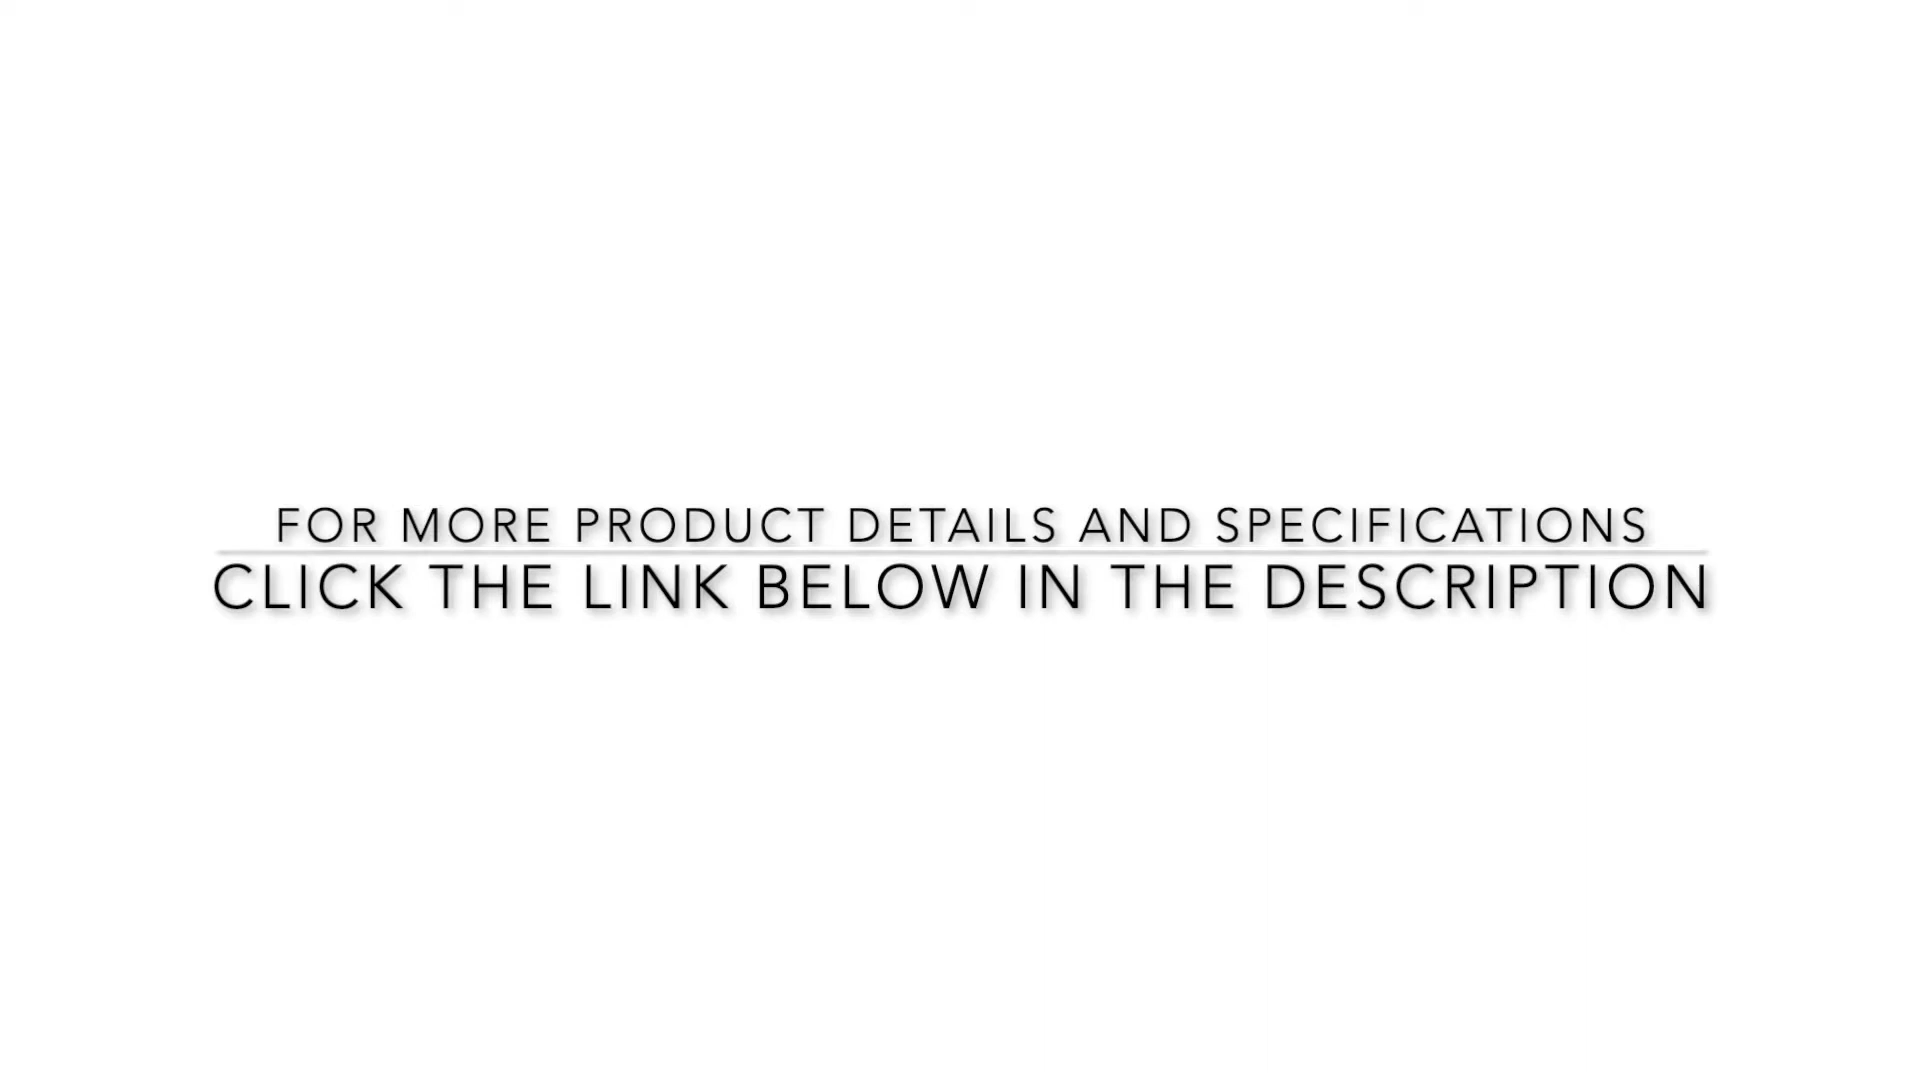 FOR MORE PRODUCT DETAILS AND SPECIFICATIONS
CLICK THE LINK BELOW IN THE DESCRIPTION